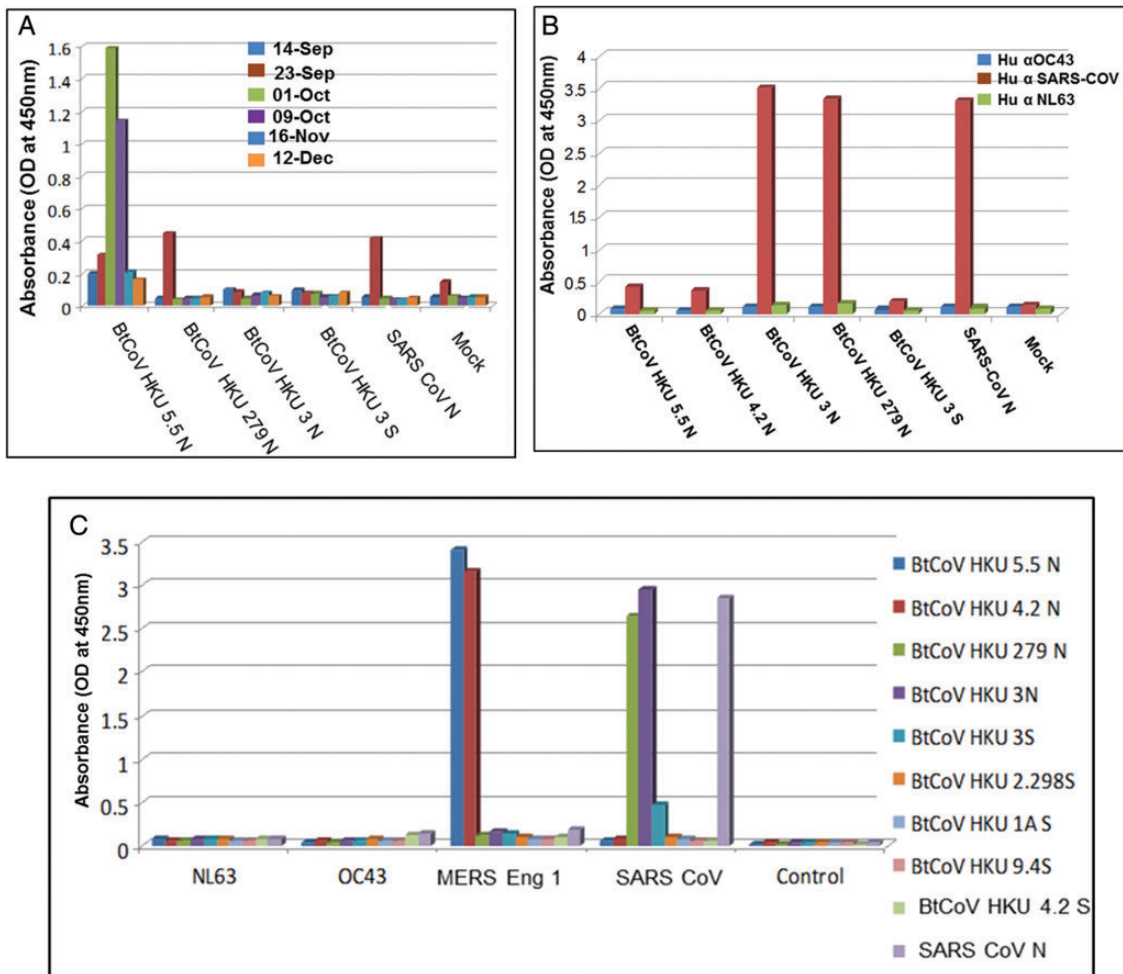 A
Absorbance (OD at 450nm)
1.6
1.4
1.2
1
0.8
0.6
0.4
0.2
0
14-Sep
23-Sep
01-Oct
09-Oct
16-Nov
12-Dec
BtCoV HKU 5.5 N
BtCoV HKU 279 N
BtCoV HKU 3 N
BtCoV HKU 3 S
SARS CoV N
Mock
B
Absorbance (OD at 450nm)
4
3.5
3
2.5
2
1.5
1
0.5
0
Hu αOC43
Hu α SARS-COV
Hu α NL63
BtCoV HKU 5.5N
BtCoV HKU 4.2 N
BtCoV HKU 3 N
BtCoV HKU 279 N
BtCoV HKU 3 S
SARS-CoV N
Mock
C
Absorbance (OD at 450nm)
3.5
3
2.5
2
1.5
1
0.5
0
NL63
OC43
MERS Eng 1
SARS CoV
Control
BtCoV HKU 5.5 N
BtCoV HKU 4.2 N
BtCoV HKU 279 N
BtCoV HKU 3N
BtCoV HKU 3S
BtCoV HKU 2.298S
BtCoV HKU 1A S
BtCoV HKU 9.4S
BtCoV HKU 4.2 S
SARS CoV N